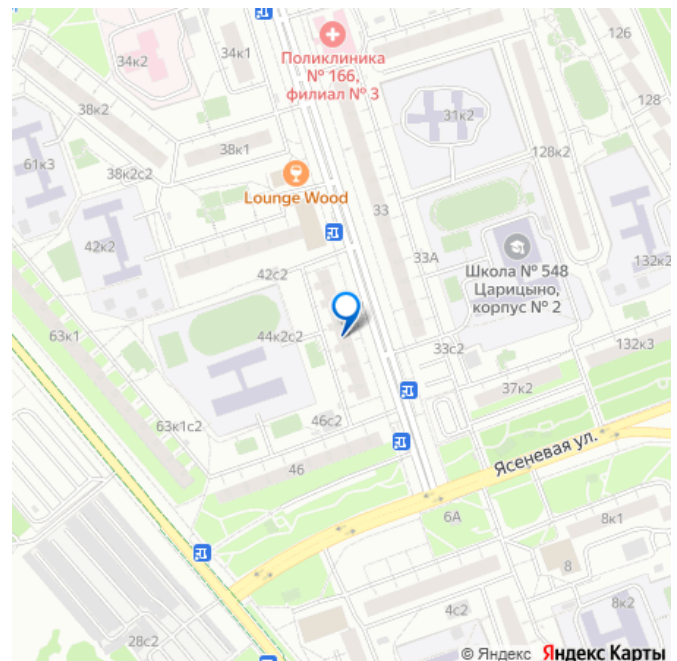 34к2
34к1
126
Поликлиника
№ 166,
филиал № 3
38к2
31к2
128
38к1
128к2
61к3
38к2с2
Lounge Wood
33
42к2
33А
Школа № 548
Царицыно,
корпус № 2
132к2
42с2
63к1
44к2с2
33с2
132к3
37к2
63к1с2
46с2
Ясеневая ул.
46
6А
8к1
8
4с2
8к2
28с2
© Яндекс Яндекс Карты